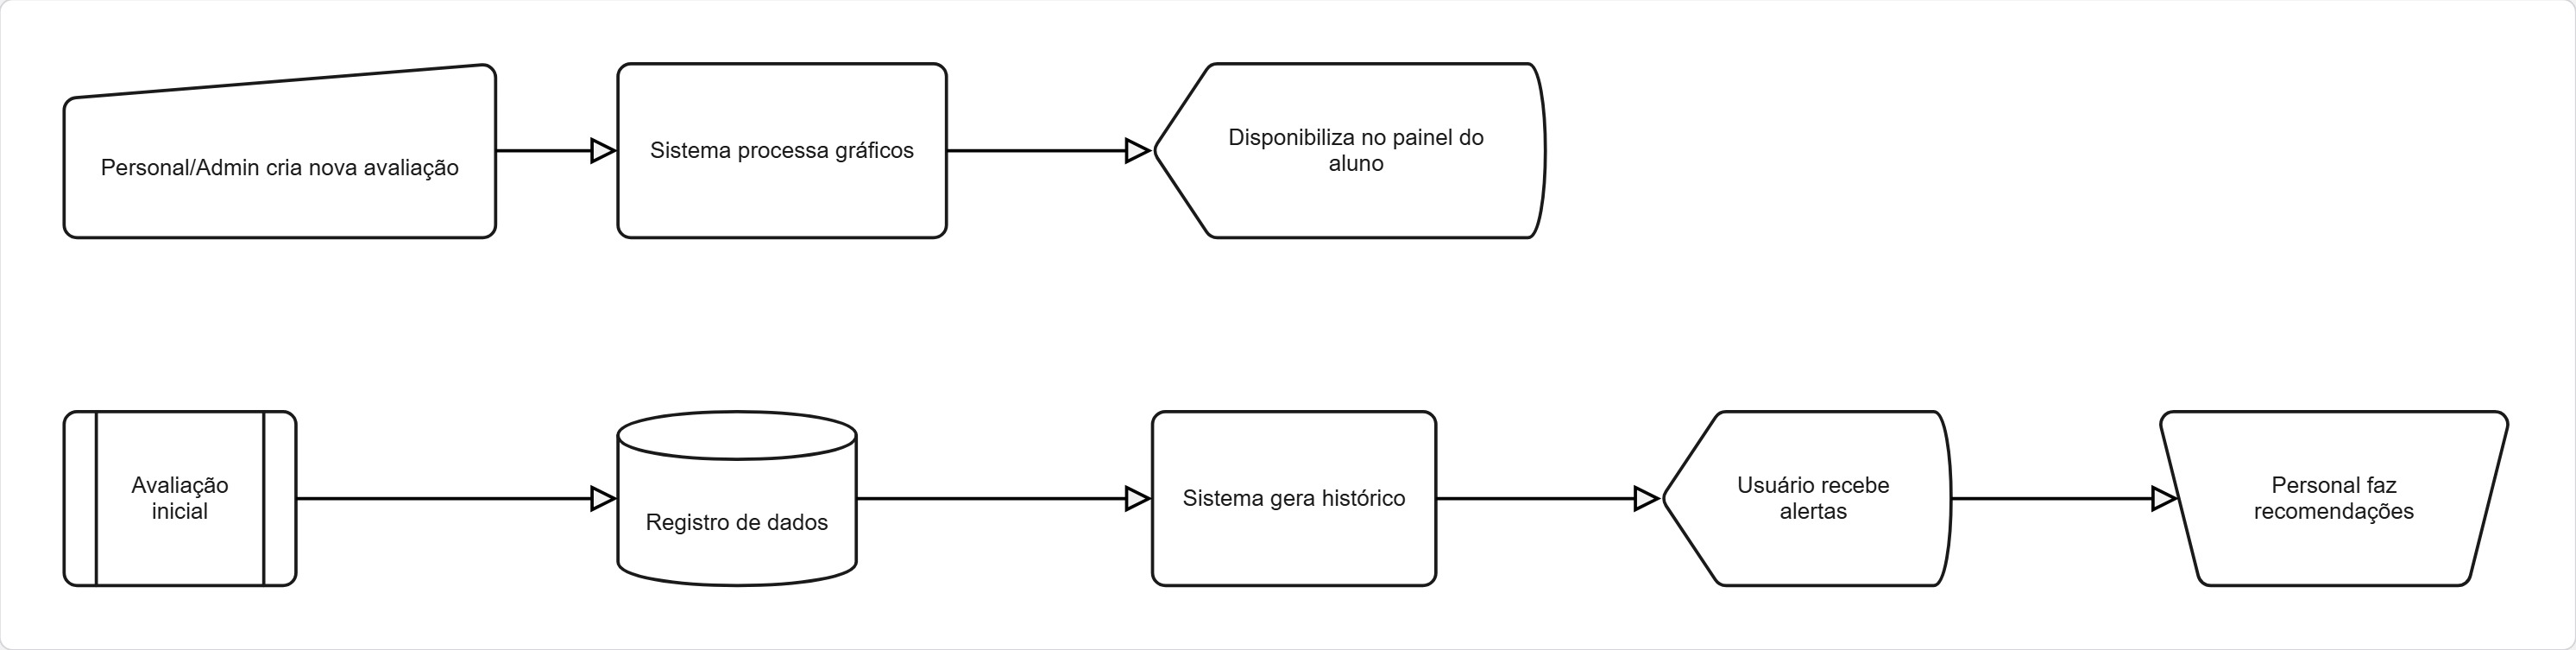 Personal/Admin cria nova avaliação
Sistema processa gráficos
Disponibiliza no painel do
aluno
Avaliação
inicial
Registro de dados
Sistema gera histórico
Usuário recebe
alertas
Personal faz
recomendações